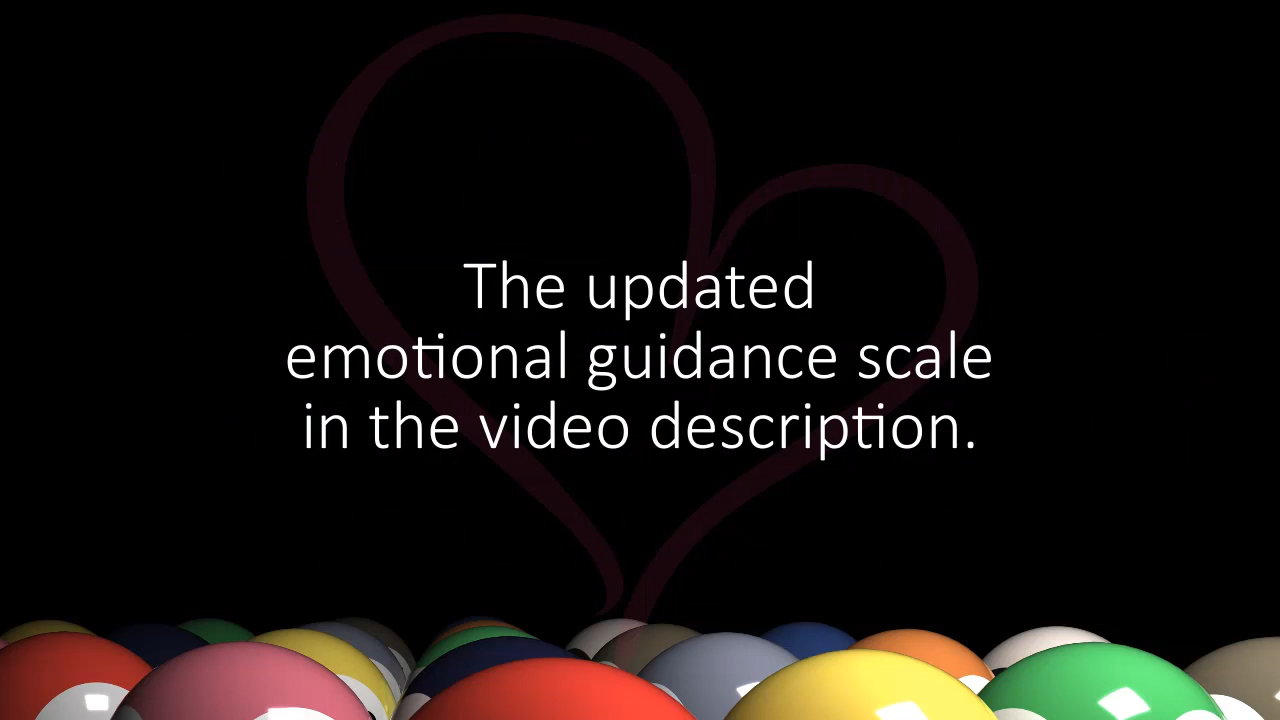 The updated
emotional guidance scale
in the video description.